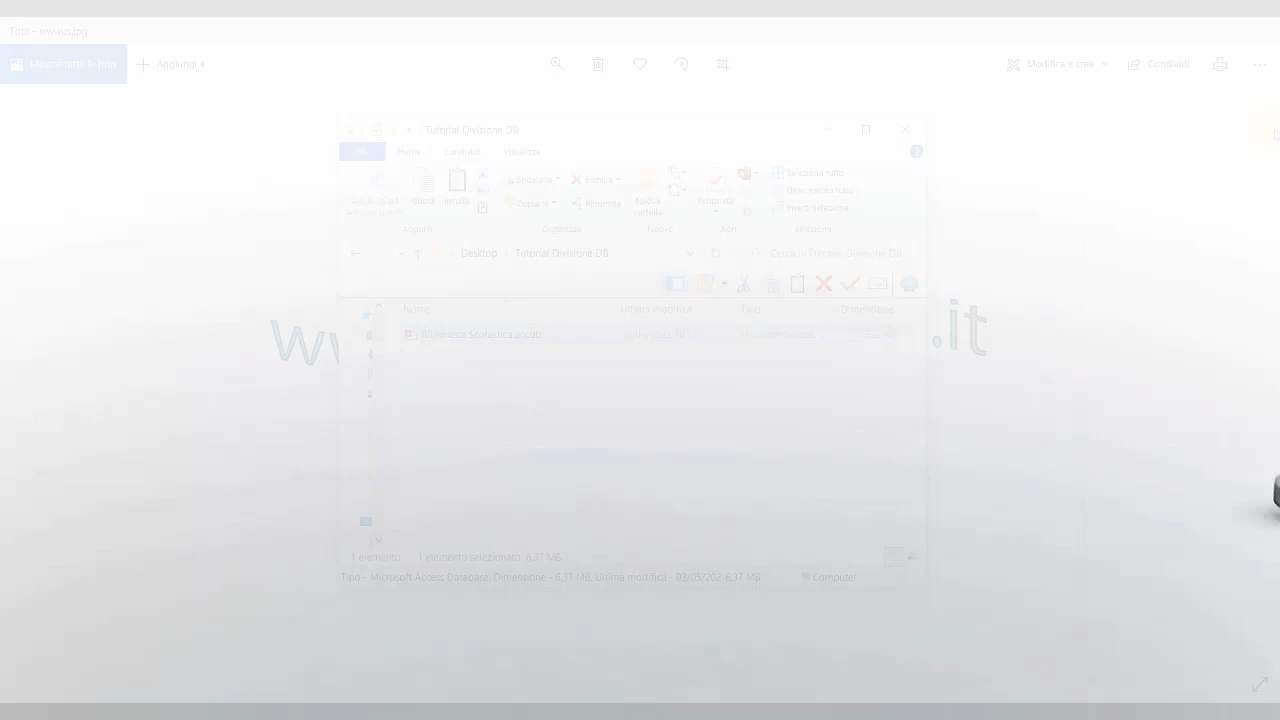 Foto - wwwus.jpg
Mostra tutte le foto
Aggiungi a
Modifica e crea
Condividi
Tutorial Divisione DB
File Home Condividi Visualizza
Copia Incolla
Sposta in
Copia in
Elimina
Rinomina
Nuova cartella
Proprietà
Seleziona tutto
Inverti selezione
Appunti Organizza Nuovo Apri Seleziona
Desktop Tutorial Divisione DB
Cerca in Tutorial Divisione DB
Nome Ultima modifica Tipo Dimensione
Biblioteca Scolastica.accdb
.it
1 elemento 1 elemento selezionato 6,37 MB
Tipo - Microsoft Access Database, Dimensione - 6,37 MB, Ultima modifica - 03/05/202 6,37 MB Computer